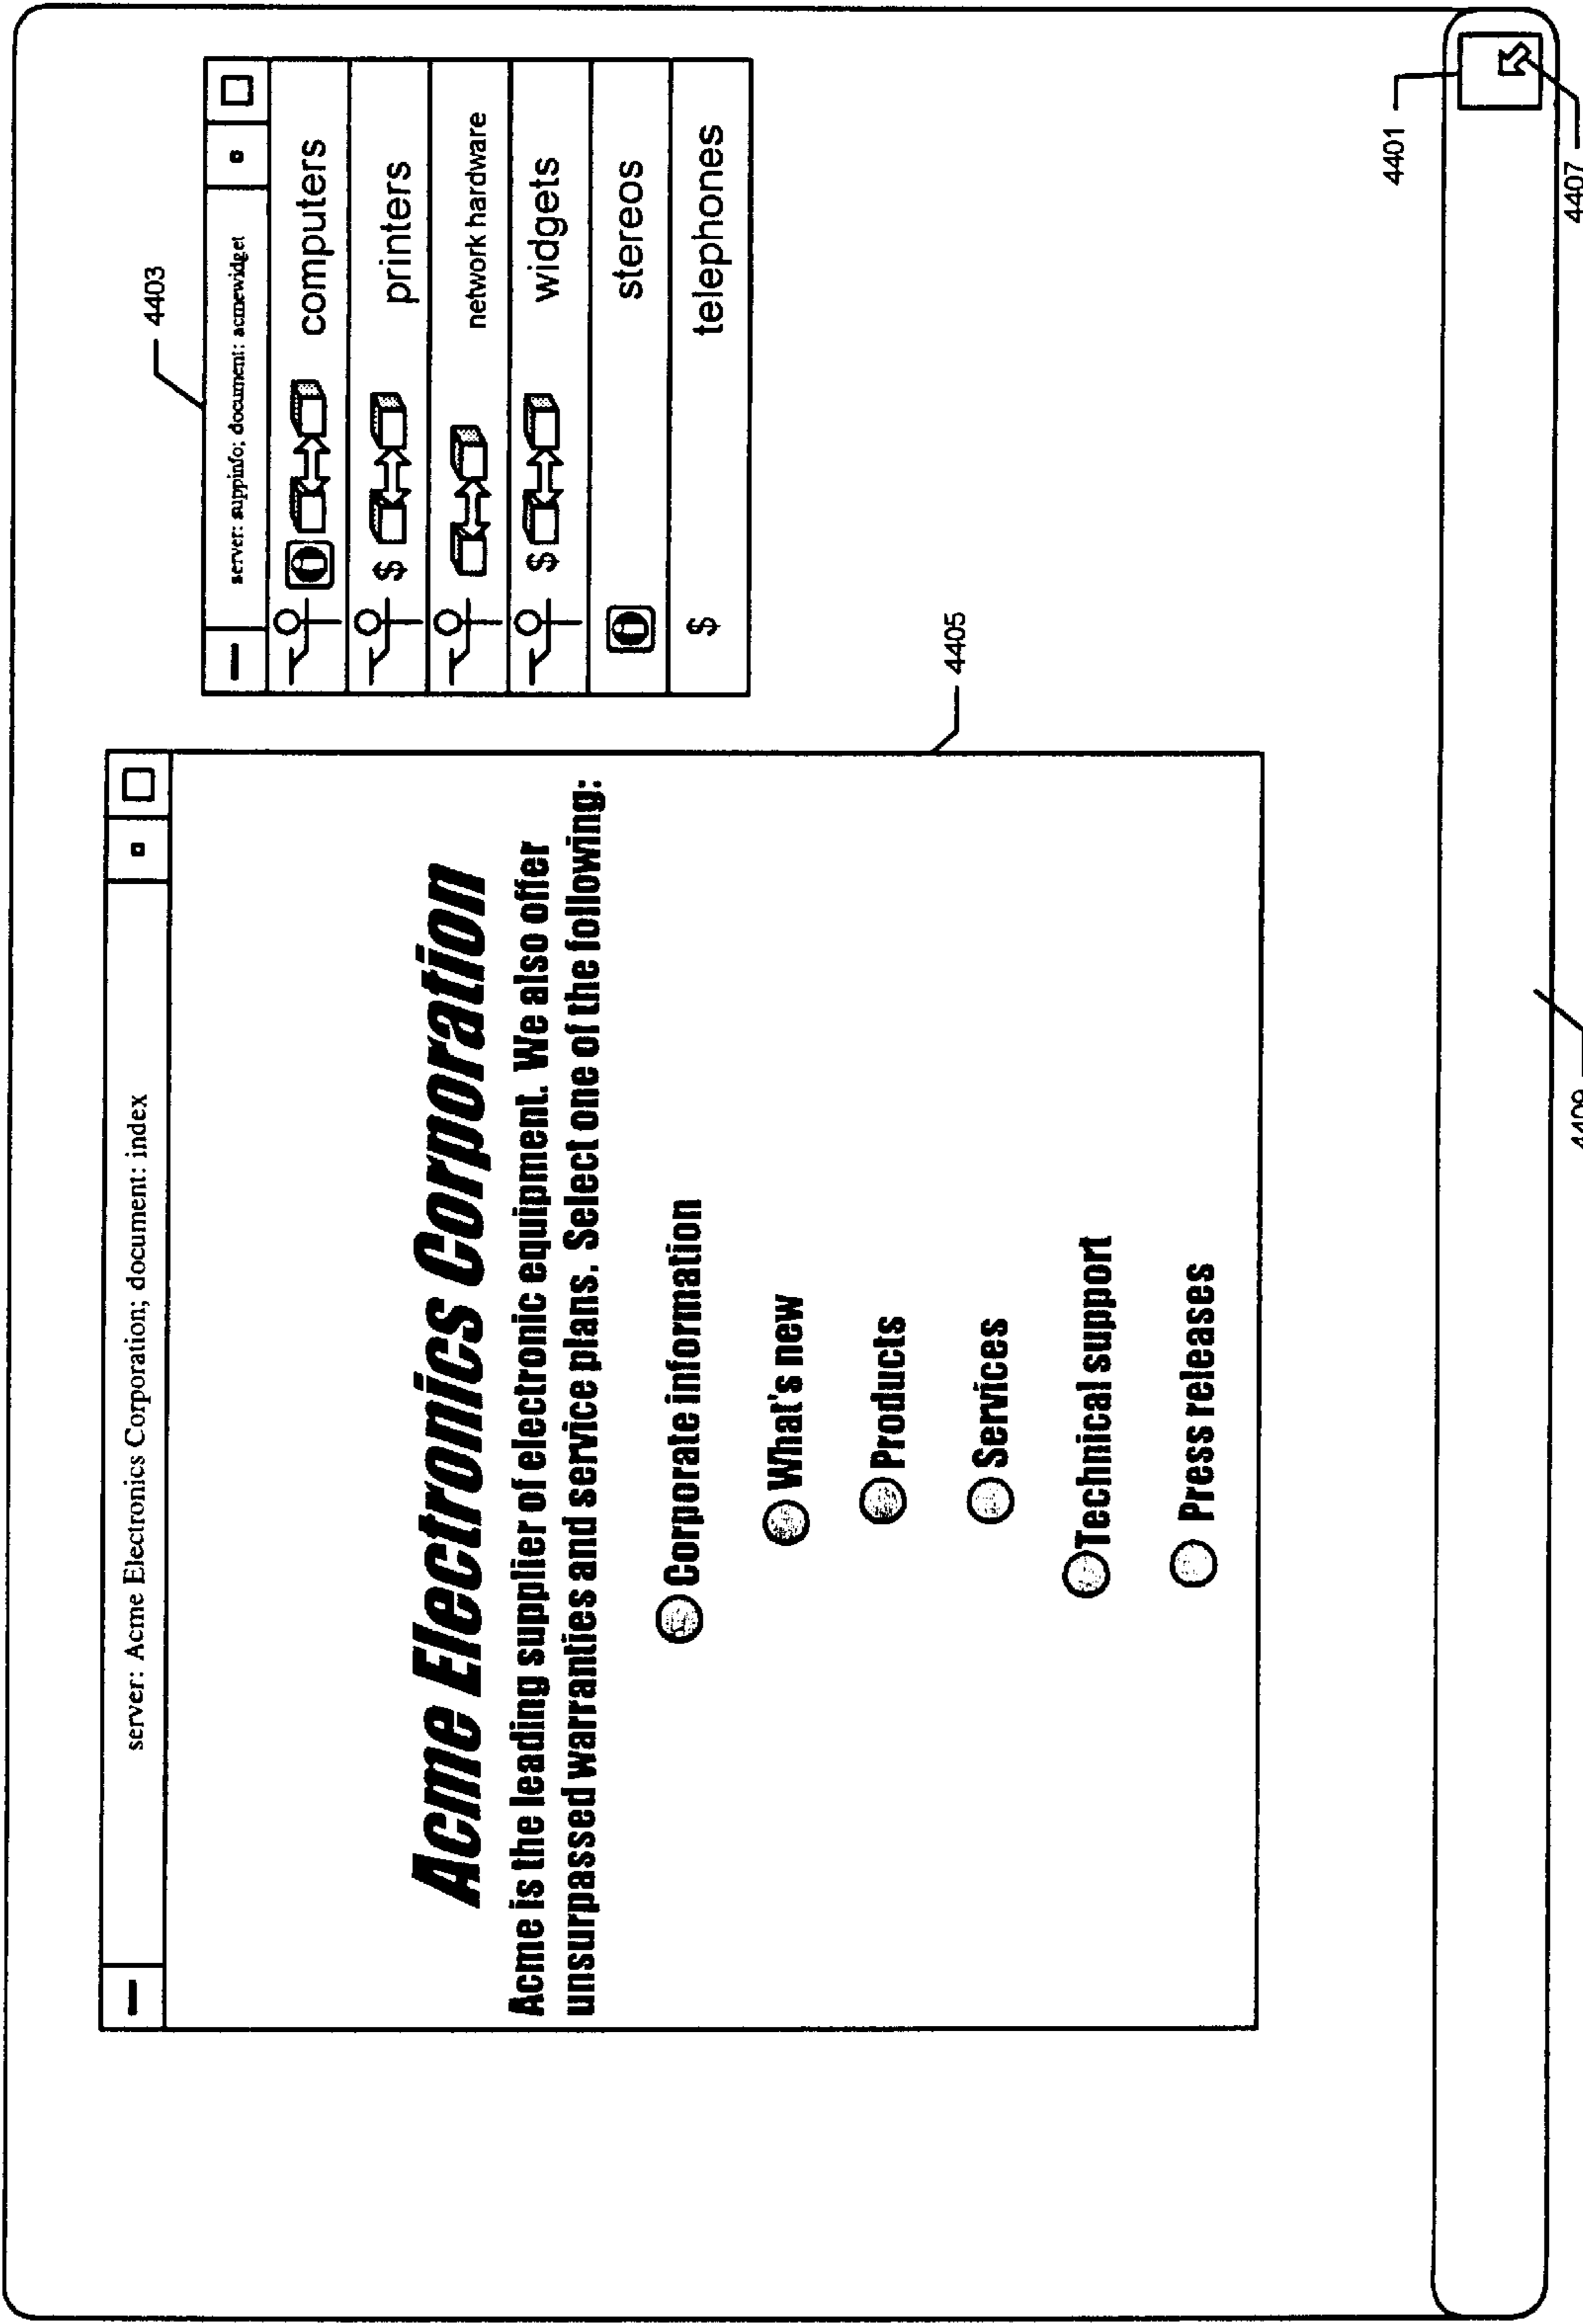 server: Acme Electronics Corporation; document: index
Acme Electronics Corporation
Acme is the leading supplier of electronic equipment. We also offer
unsurpassed warranties and service plans. Select one of the following:
Corporate information
What's new
Products
Services
Technical support
Press releases
4405
4403
server: suppinfo; document: acmewidget
computers
$ printers
network hardware
$ widgets
stereos
$ telephones
4401
4407
4409